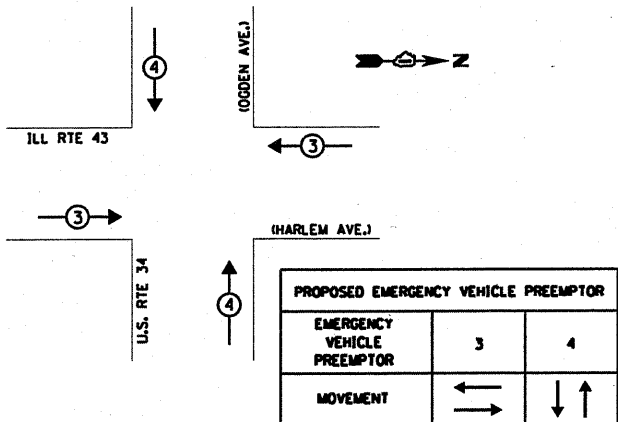 4
(OGDEN AVE.)
N
ILL RTE 43
3
3
(HARLEM AVE.)
U.S. RTE 34
4
PROPOSED EMERGENCY VEHICLE PREEMPTOR
EMERGENCY
VEHICLE
PREEMPTOR
3
4
MOVEMENT